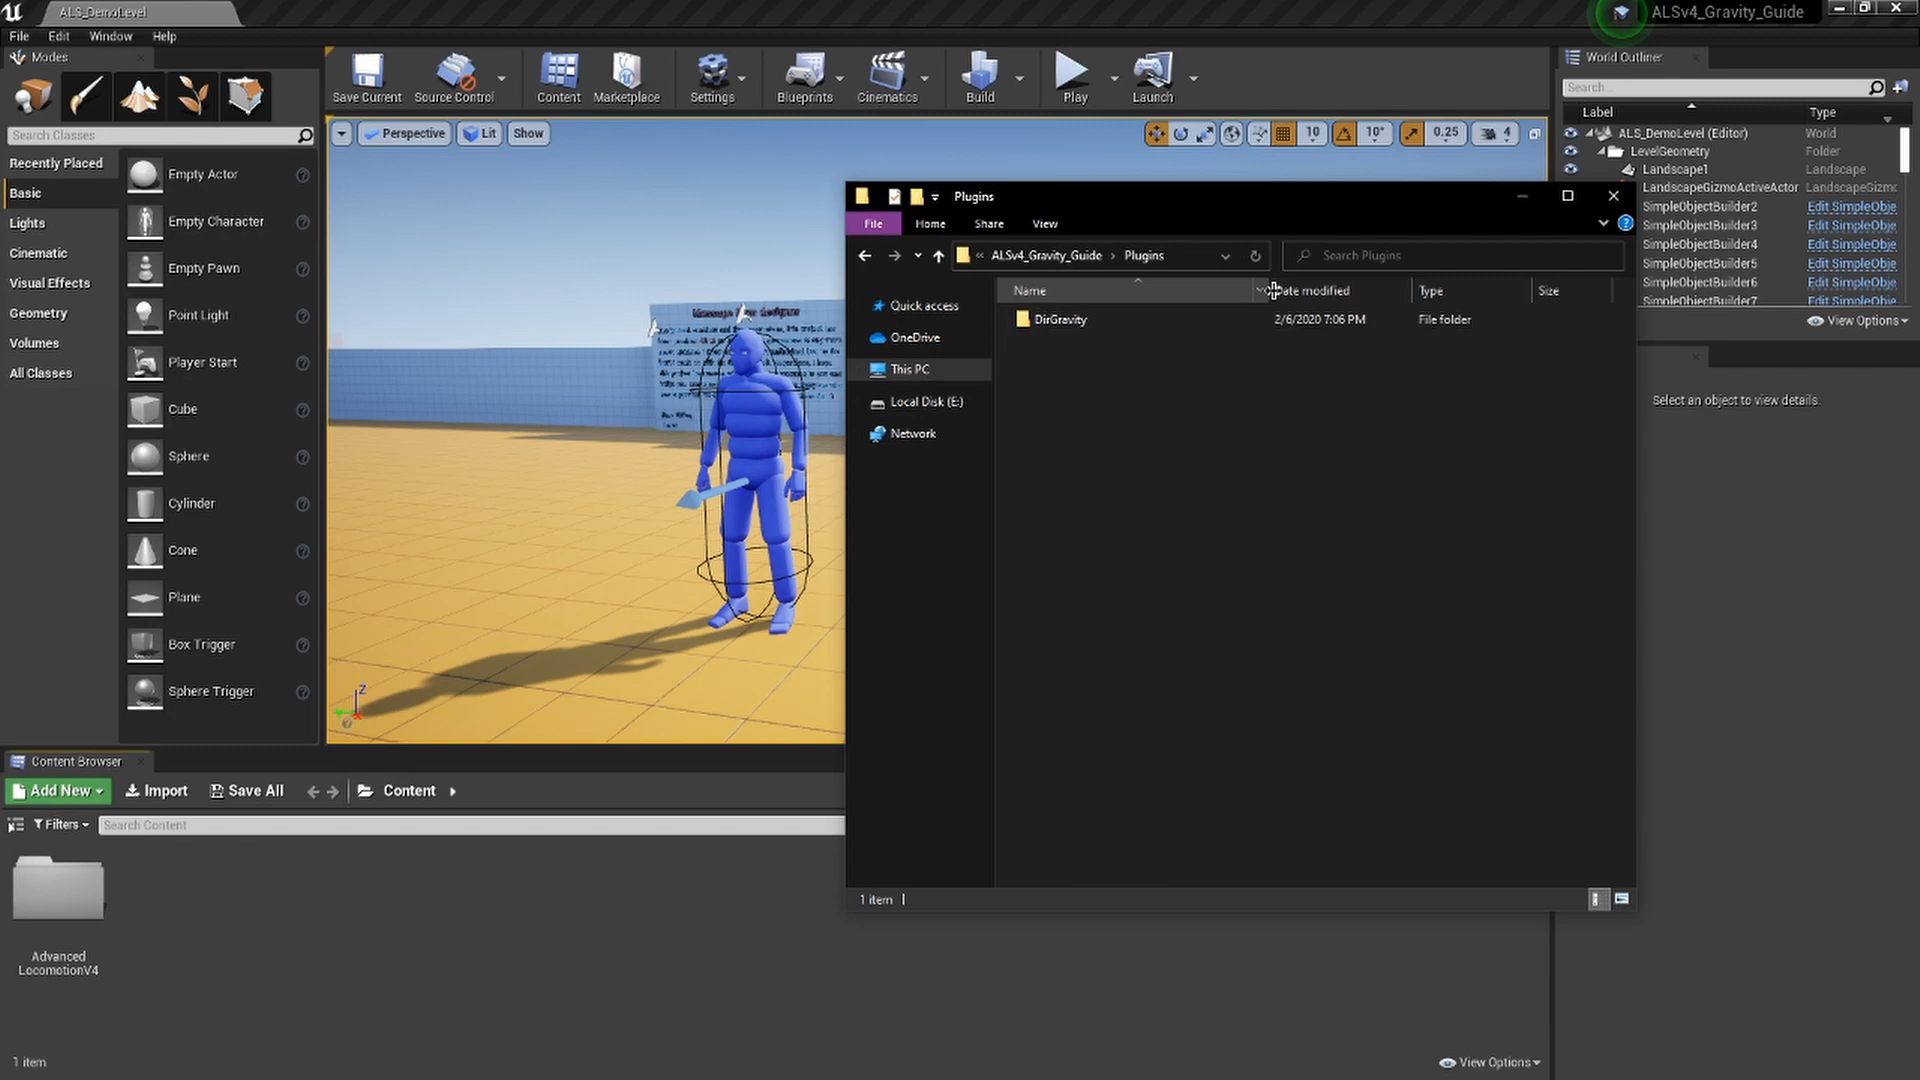 ALS_DemoLevel
ALSv4_Gravity_Guide
File Edit Window Help
Modes
Search Classes
Recently Placed
Basic
Lights
Cinematic
Visual Effects
Geometry
Volumes
All Classes
Empty Actor
Empty Character
Empty Pawn
Point Light
Player Start
Cube
Sphere
Cylinder
Cone
Plane
Box Trigger
Sphere Trigger
Save Current
Source Control
Content
Marketplace
Settings
Blueprints
Cinematics
Build
Play
Launch
Perspective
Lit
Show
10
10°
0.25
4
Z
World Outliner
Search...
Label Type
ALS_DemoLevel (Editor) World
LevelGeometry Folder
Landscape1 Landscape
LandscapeGizmoActiveActor LandscapeGizmo
SimpleObjectBuilder2 Edit SimpleObje
SimpleObjectBuilder3 Edit SimpleObje
SimpleObjectBuilder4 Edit SimpleObje
SimpleObjectBuilder5 Edit SimpleObje
SimpleObjectBuilder6 Edit SimpleObje
SimpleObjectBuilder7 Edit SimpleObje
View Options
Select an object to view details.
Plugins
File Home Share View
« ALSv4_Gravity_Guide › Plugins
Search Plugins
Quick access
OneDrive
This PC
Local Disk (E:)
Network
Name Date modified Type Size
DirGravity 2/6/2020 7:06 PM File folder
1 item
Content Browser
Add New Import Save All Content
Filters
Search Content
Advanced
LocomotionV4
1 item
View Options